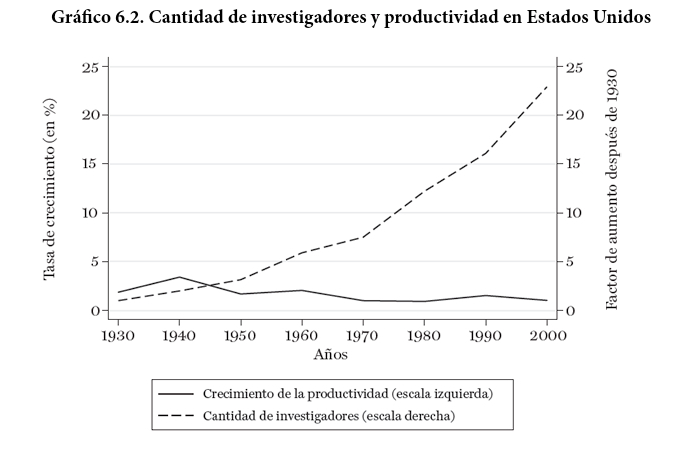 Gráfico 6.2. Cantidad de investigadores y productividad en Estados Unidos
Tasa de crecimiento (en %)
25
20
15
10
5
0
25
20
15
10
5
0
Factor de aumento después de 1930
1930 1940 1950 1960 1970 1980 1990 2000
Años
Crecimiento de la productividad (escala izquierda)
Cantidad de investigadores (escala derecha)